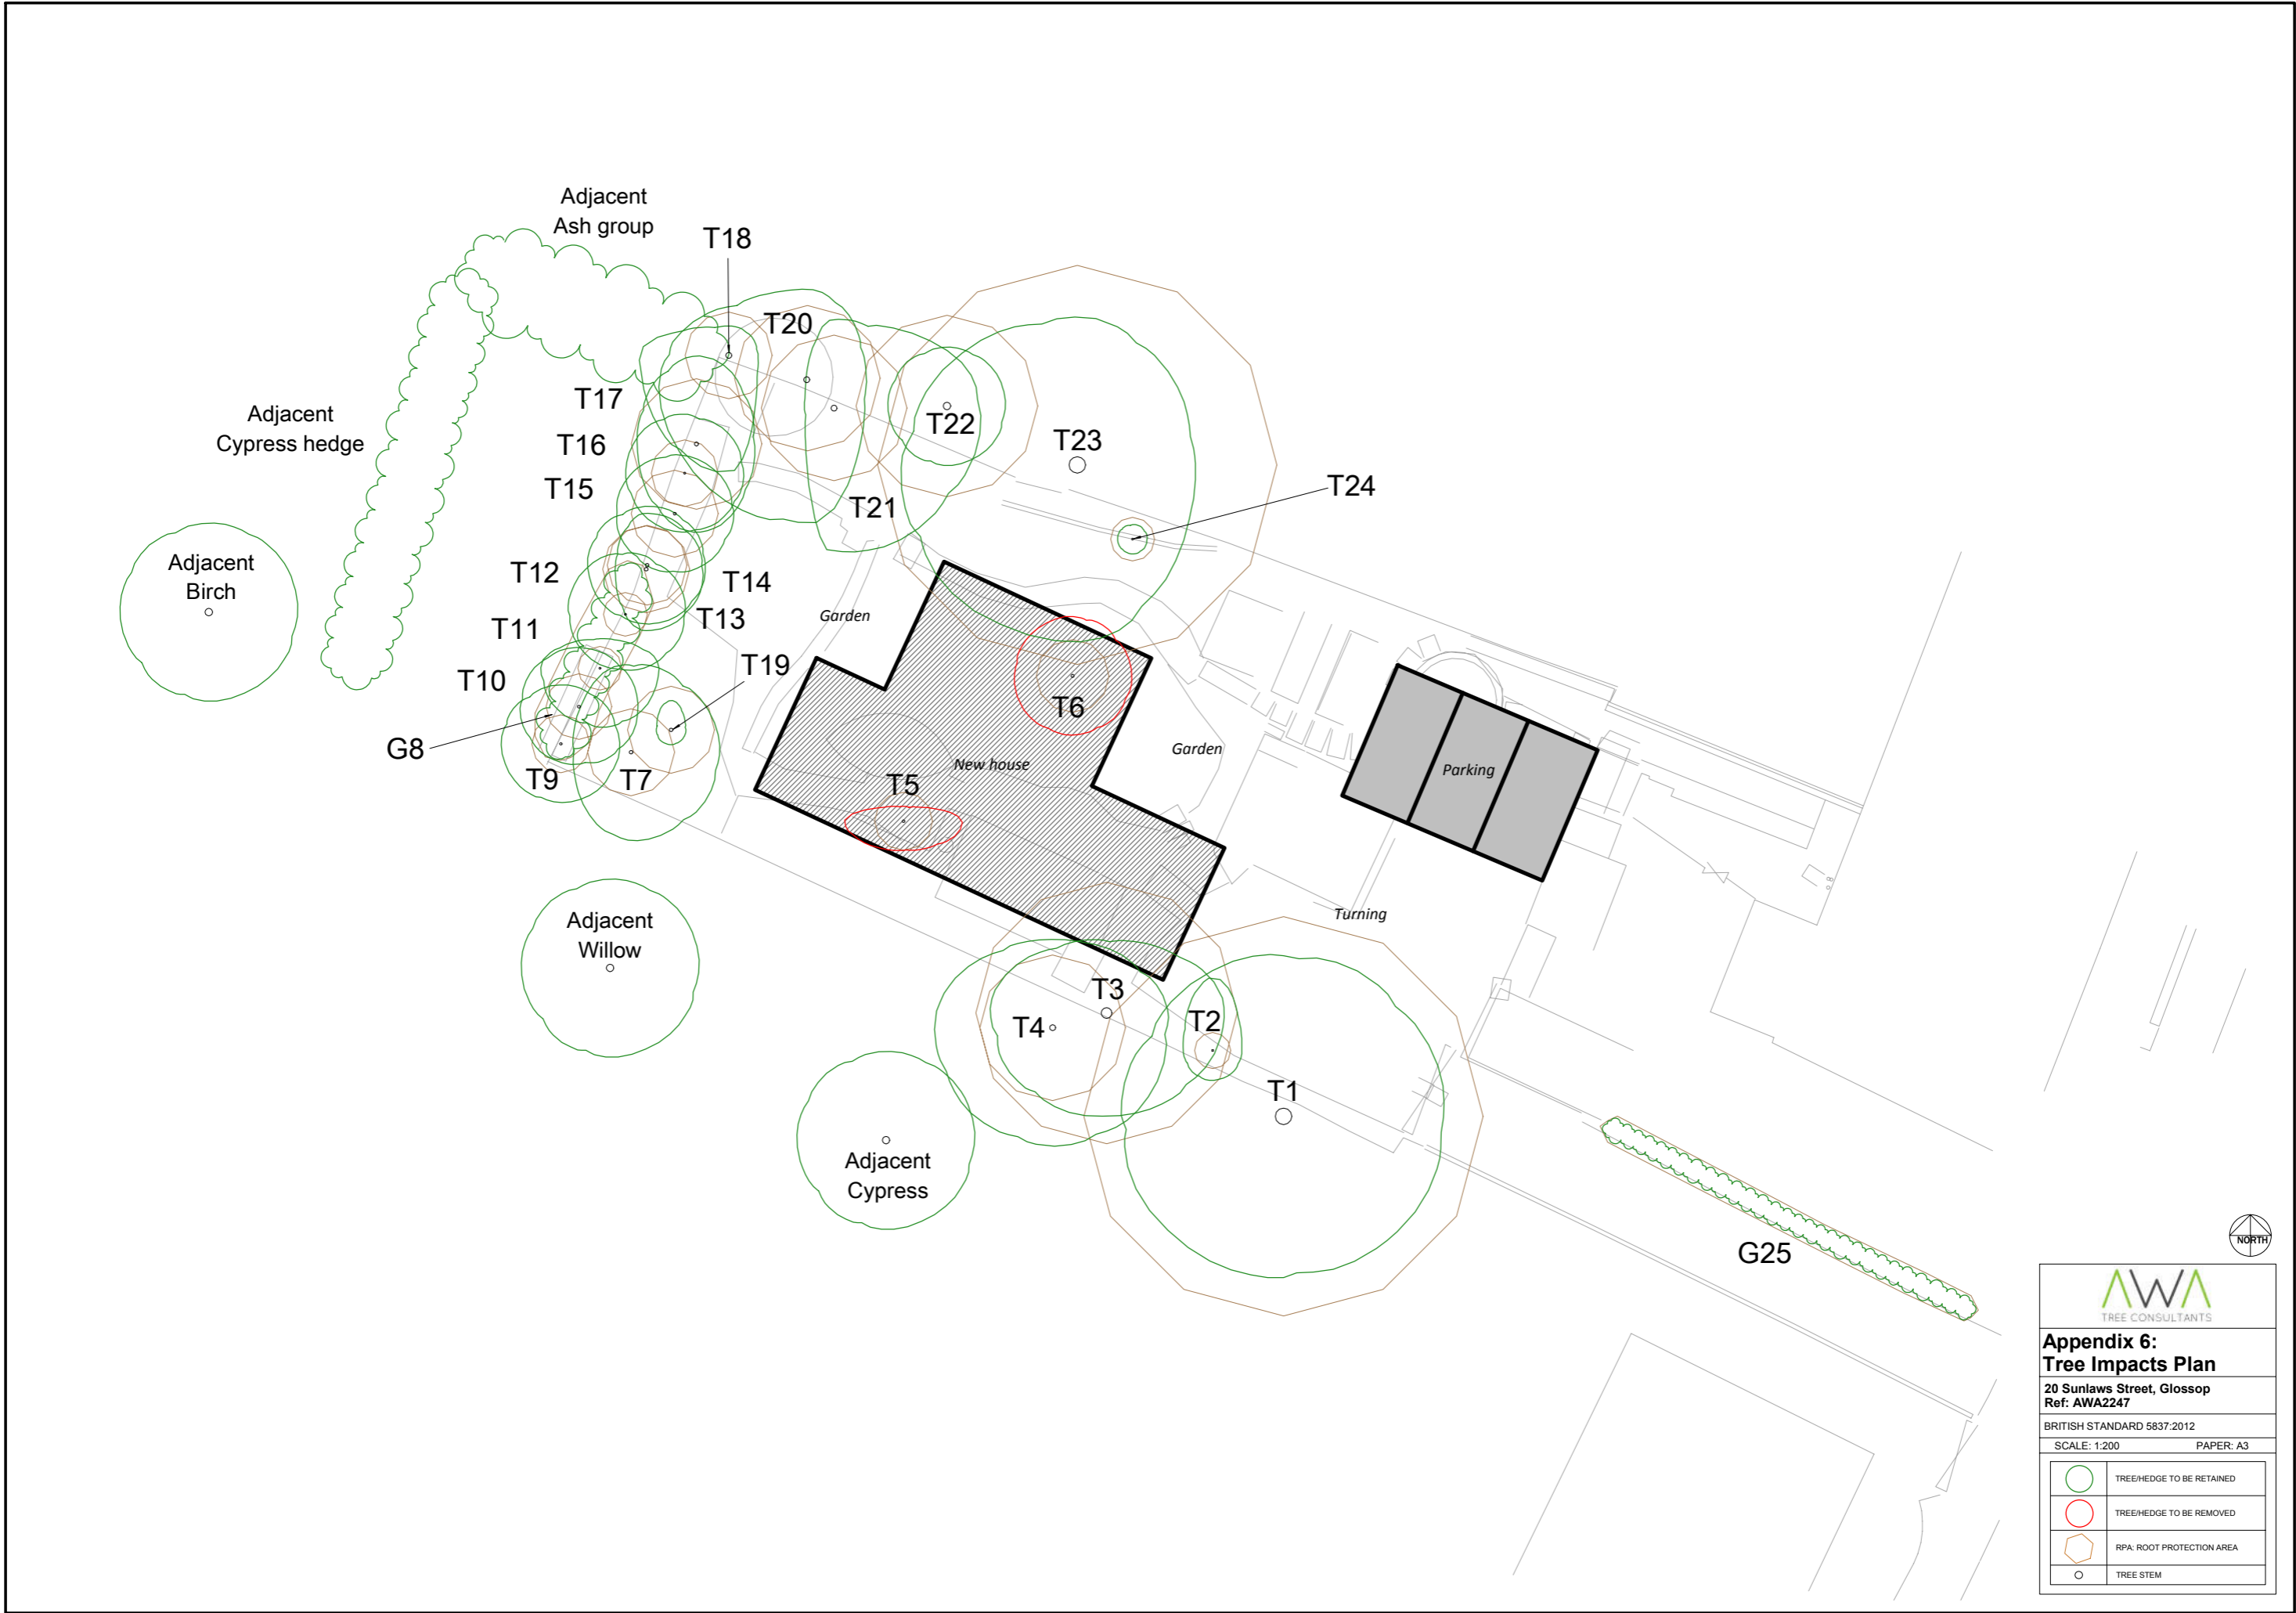 Adjacent
Ash group
T18
T20
T17
Adjacent
Cypress hedge
T22
T23
T16
T15
T24
T21
Adjacent
Birch
T12
T14
Garden
T13
T11
T19
T10
T6
G8
Garden
New house
Parking
T9
T7
T5
Adjacent
Willow
Turning
T3
T4
T2
T1
Adjacent
Cypress
G25
NORTH
AWA
TREE CONSULTANTS
Appendix 6:
Tree Impacts Plan
20 Sunlaws Street, Glossop
Ref: AWA2247
BRITISH STANDARD 5837:2012
SCALE: 1:200 PAPER: A3
TREE/HEDGE TO BE RETAINED
TREE/HEDGE TO BE REMOVED
RPA: ROOT PROTECTION AREA
TREE STEM